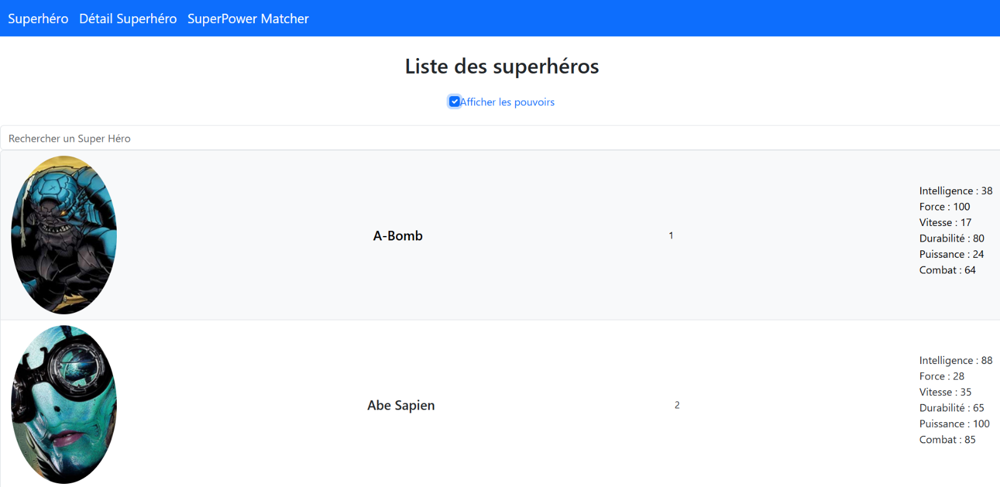 Superhéro Détail Superhéro SuperPower Matcher
Liste des superhéros
Afficher les pouvoirs
Rechercher un Super Héro
A-Bomb
1
Intelligence : 38
Force : 100
Vitesse : 17
Durabilité : 80
Puissance : 24
Combat : 64
Abe Sapien
2
Intelligence : 88
Force : 28
Vitesse : 35
Durabilité : 65
Puissance : 100
Combat : 85